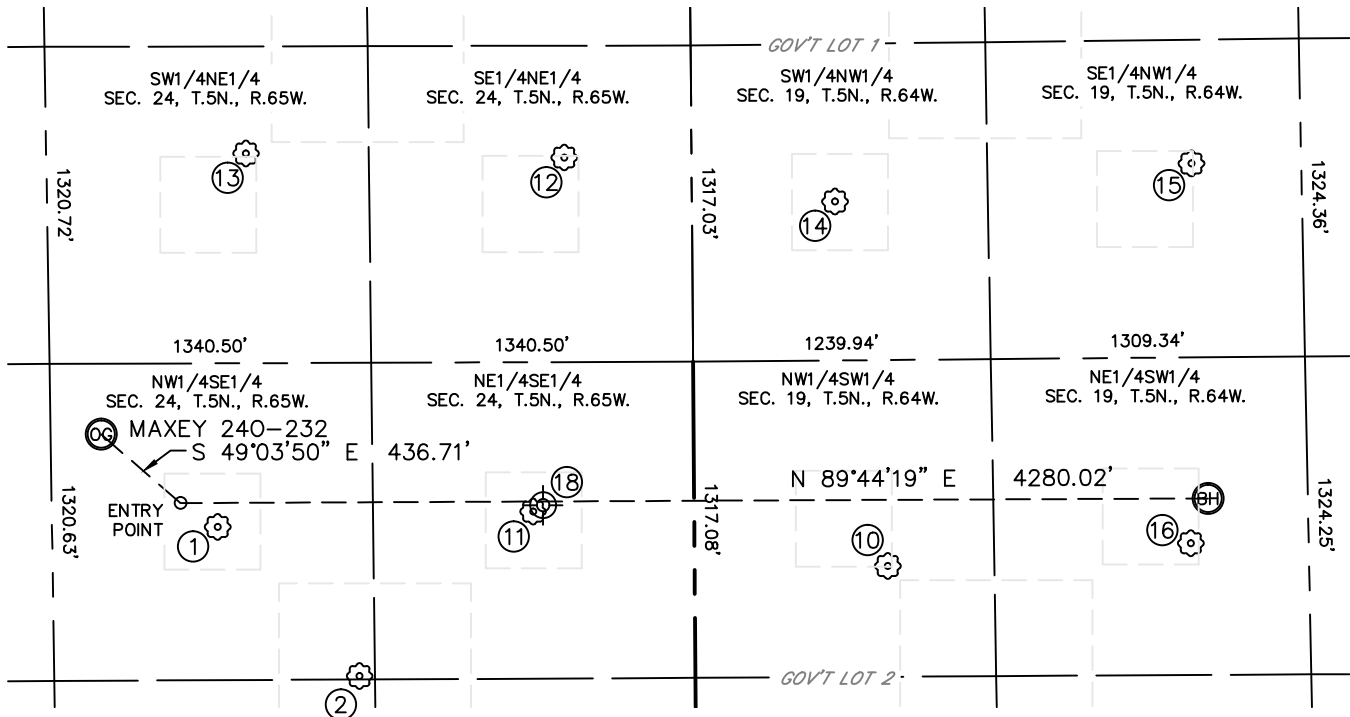 GOV'T LOT 1
SW1/4NE1/4
SEC. 24, T.5N., R.65W.
SE1/4NE1/4
SEC. 24, T.5N., R.65W.
SW1/4NW1/4
SEC. 19, T.5N., R.64W.
SE1/4NW1/4
SEC. 19, T.5N., R.64W.
13
12
14
15
1320.72'
1317.03'
1324.36'
1340.50'
1340.50'
1239.94'
1309.34'
NW1/4SE1/4
SEC. 24, T.5N., R.65W.
NE1/4SE1/4
SEC. 24, T.5N., R.65W.
NW1/4SW1/4
SEC. 19, T.5N., R.64W.
NE1/4SW1/4
SEC. 19, T.5N., R.64W.
OG
MAXEY 240-232
S 49°03'50" E 436.71'
N 89°44'19" E 4280.02'
ENTRY
POINT
1320.63'
1317.08'
1324.25'
BH
18
1
11
10
16
GOV'T LOT 2
2